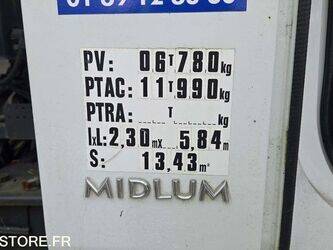 PV: 06T780kg
PTAC: 11T990kg
PTRA: T kg
LxL: 2,30mx 5,84m
S: 13,43m²
MIDLUM
STORE.FR